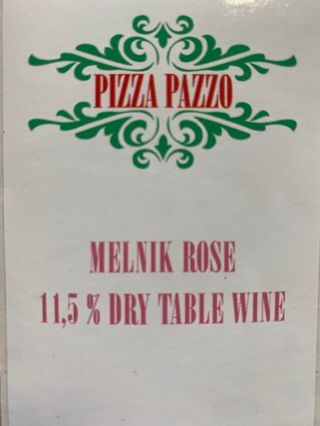 PIZZA PAZZO
MELNIK ROSE
11,5 % DRY TABLE WINE